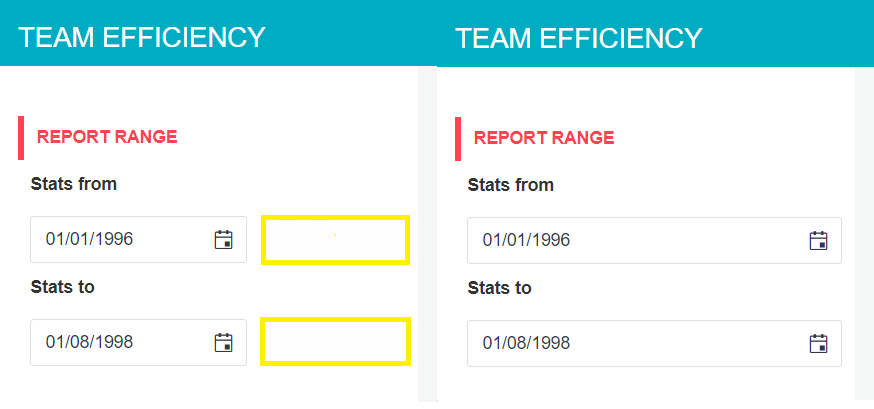 TEAM EFFICIENCY
REPORT RANGE
Stats from
01/01/1996
Stats to
01/08/1998
TEAM EFFICIENCY
REPORT RANGE
Stats from
01/01/1996
Stats to
01/08/1998